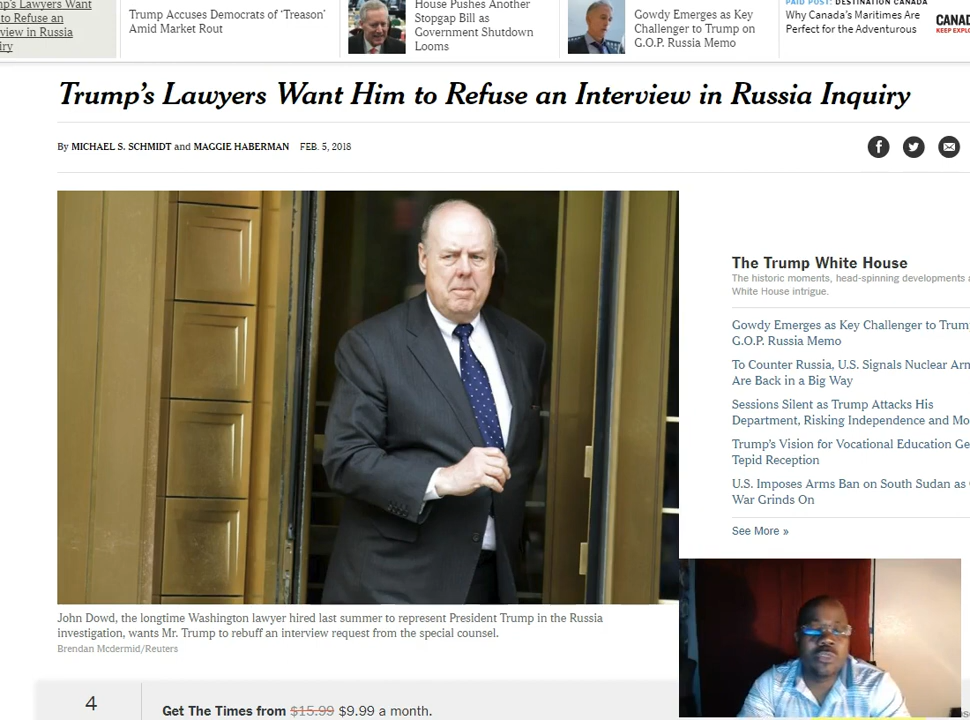 mp's Lawyers Want
to Refuse an
view in Russia
iry
Trump Accuses Democrats of ‘Treason’
Amid Market Rout
House Pushes Another
Stopgap Bill as
Government Shutdown
Looms
Gowdy Emerges as Key
Challenger to Trump on
G.O.P. Russia Memo
PAID POST: DESTINATION CANADA
Why Canada’s Maritimes Are
Perfect for the Adventurous
CANAD
KEEP EXPLO
Trump’s Lawyers Want Him to Refuse an Interview in Russia Inquiry
By MICHAEL S. SCHMIDT and MAGGIE HABERMAN FEB. 5, 2018
The Trump White House
The historic moments, head-spinning developments a
White House intrigue.
Gowdy Emerges as Key Challenger to Trum
G.O.P. Russia Memo
To Counter Russia, U.S. Signals Nuclear Arm
Are Back in a Big Way
Sessions Silent as Trump Attacks His
Department, Risking Independence and Mo
Trump’s Vision for Vocational Education Ge
Tepid Reception
U.S. Imposes Arms Ban on South Sudan as C
War Grinds On
See More »
John Dowd, the longtime Washington lawyer hired last summer to represent President Trump in the Russia
investigation, wants Mr. Trump to rebuff an interview request from the special counsel.
Brendan Mcdermid/Reuters
4
Get The Times from $15.99 $9.99 a month.